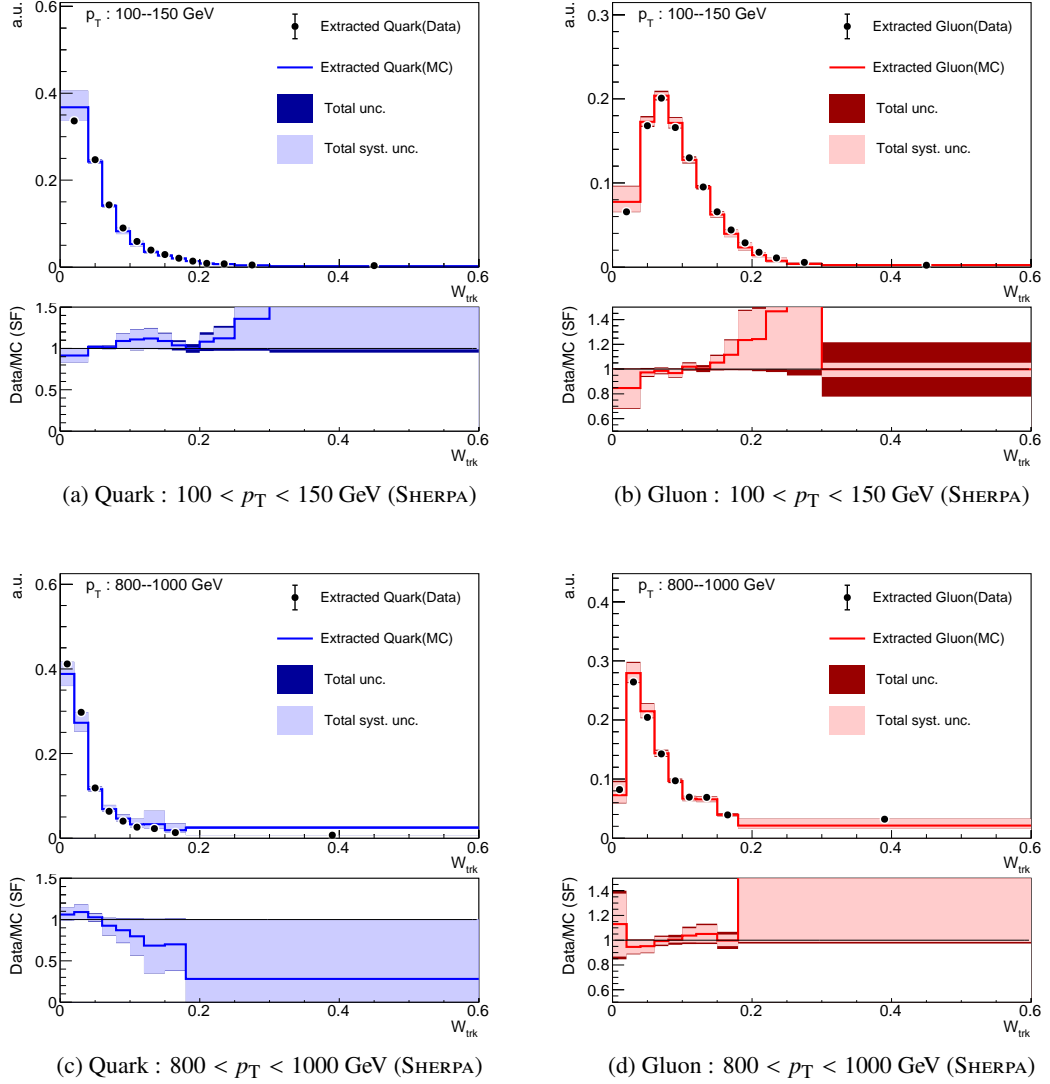 a.u.
0.6
p_T : 100--150 GeV
Extracted Quark(Data)
Extracted Quark(MC)
Total unc.
Total syst. unc.
0.4
0.2
0
0 0.2 0.4 0.6
W_trk
Data/MC (SF)
1.5
1
0.5
0
0 0.2 0.4 0.6
W_trk
(a) Quark : 100 < p_T < 150 GeV (SHERPA)
a.u.
0.3
p_T : 100--150 GeV
Extracted Gluon(Data)
Extracted Gluon(MC)
Total unc.
Total syst. unc.
0.2
0.1
0
0 0.2 0.4 0.6
W_trk
Data/MC (SF)
1.4
1.2
1
0.8
0.6
0 0.2 0.4 0.6
W_trk
(b) Gluon : 100 < p_T < 150 GeV (SHERPA)
a.u.
0.6
p_T : 800--1000 GeV
Extracted Quark(Data)
Extracted Quark(MC)
Total unc.
Total syst. unc.
0.4
0.2
0
0 0.2 0.4 0.6
W_trk
Data/MC (SF)
1.5
1
0.5
0
0 0.2 0.4 0.6
W_trk
(c) Quark : 800 < p_T < 1000 GeV (SHERPA)
a.u.
0.4
p_T : 800--1000 GeV
Extracted Gluon(Data)
Extracted Gluon(MC)
Total unc.
Total syst. unc.
0.3
0.2
0.1
0
0 0.2 0.4 0.6
W_trk
Data/MC (SF)
1.4
1.2
1
0.8
0.6
0 0.2 0.4 0.6
W_trk
(d) Gluon : 800 < p_T < 1000 GeV (SHERPA)